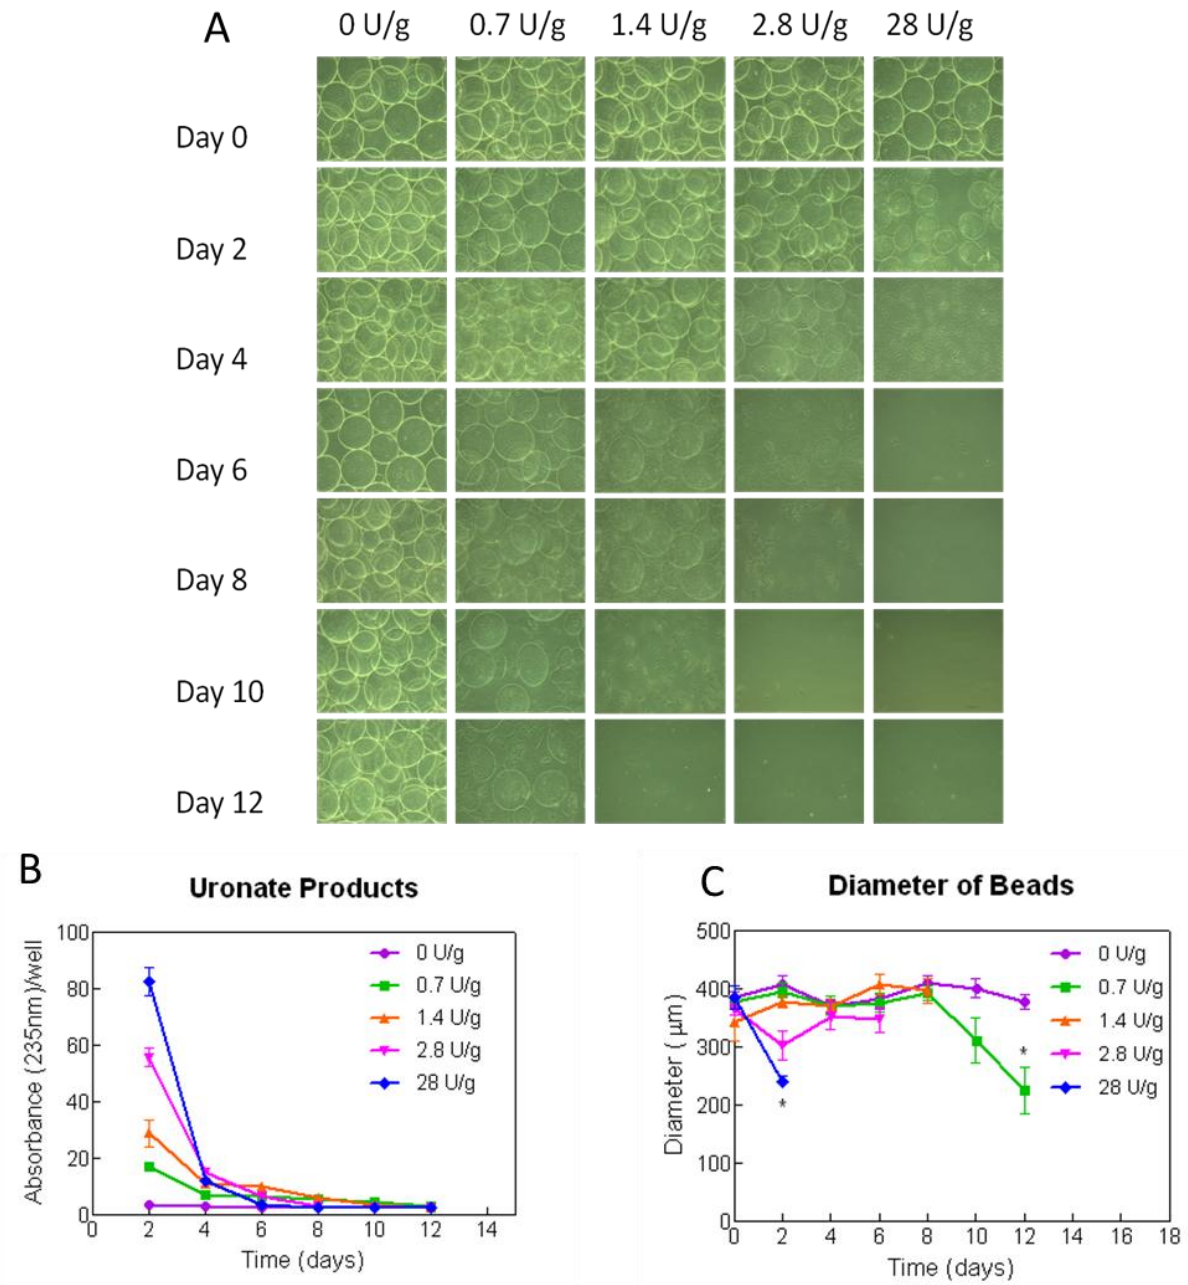 A
0 U/g 0.7 U/g 1.4 U/g 2.8 U/g 28 U/g
Day 0
Day 2
Day 4
Day 6
Day 8
Day 10
Day 12
B
Uronate Products
Absorbance (235nm)/well
100
80
60
40
20
0
0 2 4 6 8 10 12 14
Time (days)
0 U/g
0.7 U/g
1.4 U/g
2.8 U/g
28 U/g
C
Diameter of Beads
Diameter ( µm)
500
400
300
200
100
0
0 2 4 6 8 10 12 14 16 18
Time (days)
0 U/g
0.7 U/g
1.4 U/g
2.8 U/g
28 U/g
*
*